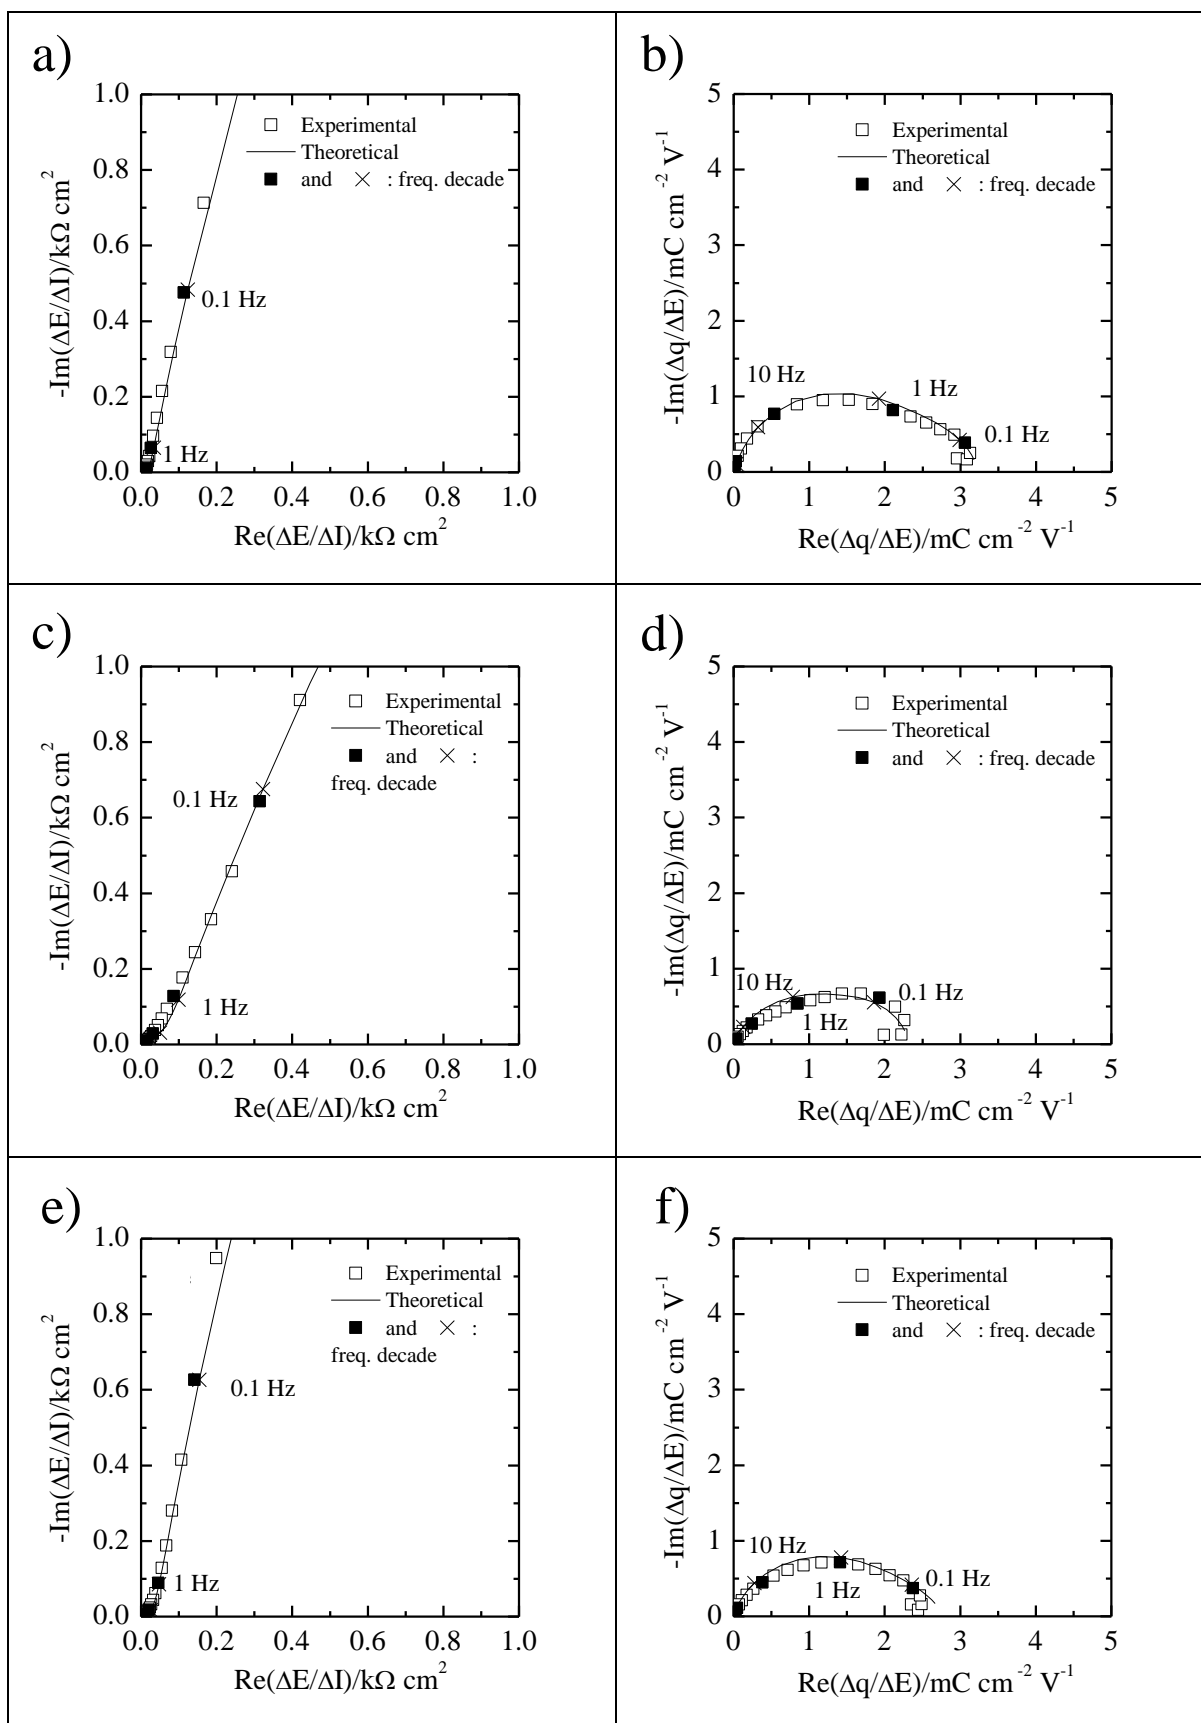 a)
1.0
0.8
0.6
0.4
0.2
0.0
-Im(ΔE/ΔI)/kΩ cm²
□ Experimental
— Theoretical
■ and × : freq. decade
0.1 Hz
1 Hz
0.0 0.2 0.4 0.6 0.8 1.0
Re(ΔE/ΔI)/kΩ cm²
b)
5
4
3
2
1
0
-Im(Δq/ΔE)/mC cm⁻² V⁻¹
□ Experimental
— Theoretical
■ and × : freq. decade
10 Hz
1 Hz
0.1 Hz
0 1 2 3 4 5
Re(Δq/ΔE)/mC cm⁻² V⁻¹
c)
1.0
0.8
0.6
0.4
0.2
0.0
-Im(ΔE/ΔI)/kΩ cm²
□ Experimental
— Theoretical
■ and × :
freq. decade
0.1 Hz
1 Hz
0.0 0.2 0.4 0.6 0.8 1.0
Re(ΔE/ΔI)/kΩ cm²
d)
5
4
3
2
1
0
-Im(Δq/ΔE)/mC cm⁻² V⁻¹
□ Experimental
— Theoretical
■ and × : freq. decade
10 Hz
0.1 Hz
1 Hz
0 1 2 3 4 5
Re(Δq/ΔE)/mC cm⁻² V⁻¹
e)
1.0
0.8
0.6
0.4
0.2
0.0
-Im(ΔE/ΔI)/kΩ cm²
□ Experimental
— Theoretical
■ and × :
freq. decade
0.1 Hz
1 Hz
0.0 0.2 0.4 0.6 0.8 1.0
Re(ΔE/ΔI)/kΩ cm²
f)
5
4
3
2
1
0
-Im(Δq/ΔE)/mC cm⁻² V⁻¹
□ Experimental
— Theoretical
■ and × : freq. decade
10 Hz
0.1 Hz
1 Hz
0 1 2 3 4 5
Re(Δq/ΔE)/mC cm⁻² V⁻¹